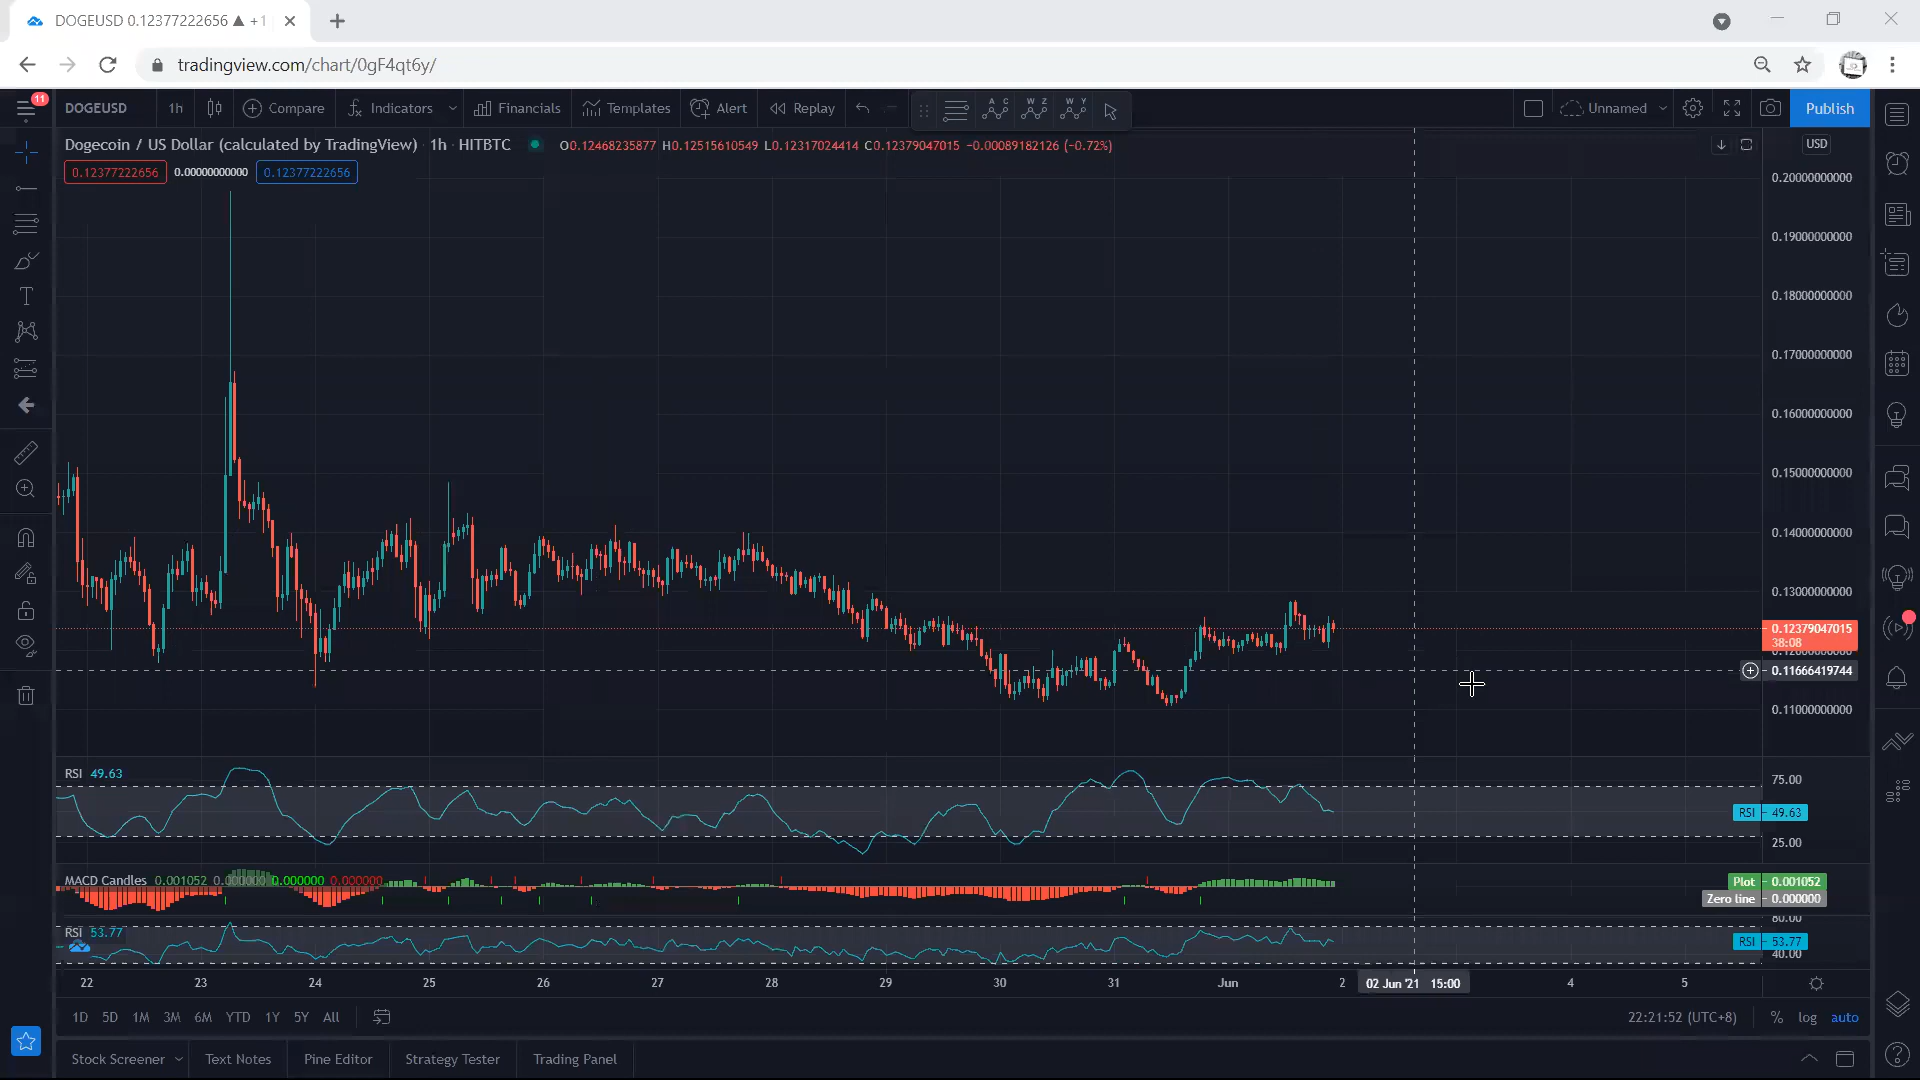 DOGEUSD 0.12377222656 ▲ +1
tradingview.com/chart/0gF4qt6y/
11
DOGEUSD 1h Compare Indicators Financials Templates Alert Replay A C W Z W Y Unnamed Publish
Dogecoin / US Dollar (calculated by TradingView) 1h · HITBTC O0.12468235877 H0.12515610549 L0.12317024414 C0.12379047015 −0.00089182126 (−0.72%) USD
0.12377222656 0.00000000000 0.12377222656
0.20000000000
0.19000000000
0.18000000000
0.17000000000
0.16000000000
0.15000000000
0.14000000000
0.13000000000
0.12379047015
38:08
0.12000000000
0.11666419744
0.11000000000
RSI 49.63
75.00
RSI 49.63
25.00
MACD Candles 0.001052 0.000000 0.000000 0.000000
Plot 0.001052
Zero line 0.000000
80.00
RSI 53.77
RSI 53.77
40.00
22 23 24 25 26 27 28 29 30 31 Jun 2 02 Jun '21 15:00 4 5
1D 5D 1M 3M 6M YTD 1Y 5Y All 22:21:52 (UTC+8) % log auto
Stock Screener Text Notes Pine Editor Strategy Tester Trading Panel